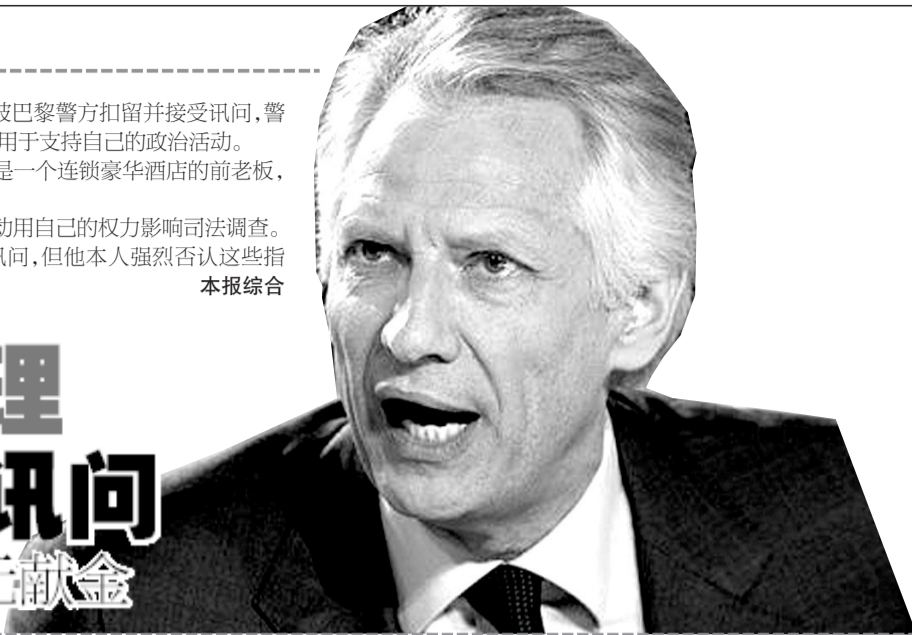 被巴黎警方扣留并接受讯问，警
用于支持自己的政治活动。
是一个连锁豪华酒店的前老板，
动用自己的权力影响司法调查。
讯问，但他本人强烈否认这些指
本报综合
理
讯问
献金